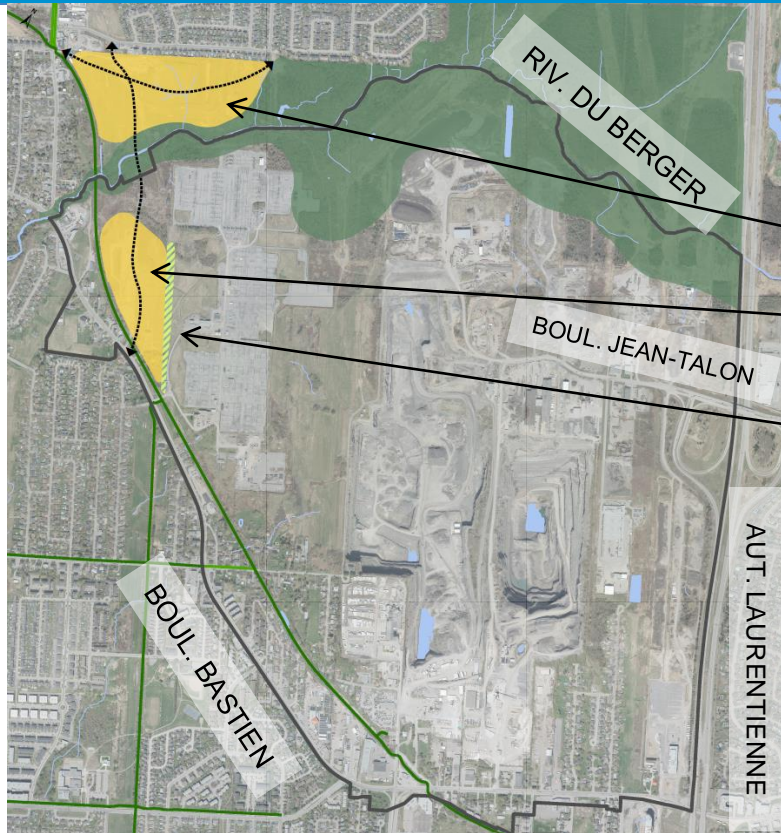 RIV. DU BERGER
BOUL. JEAN-TALON
BOUL. BASTIEN
AUT. LAURENTIENNE